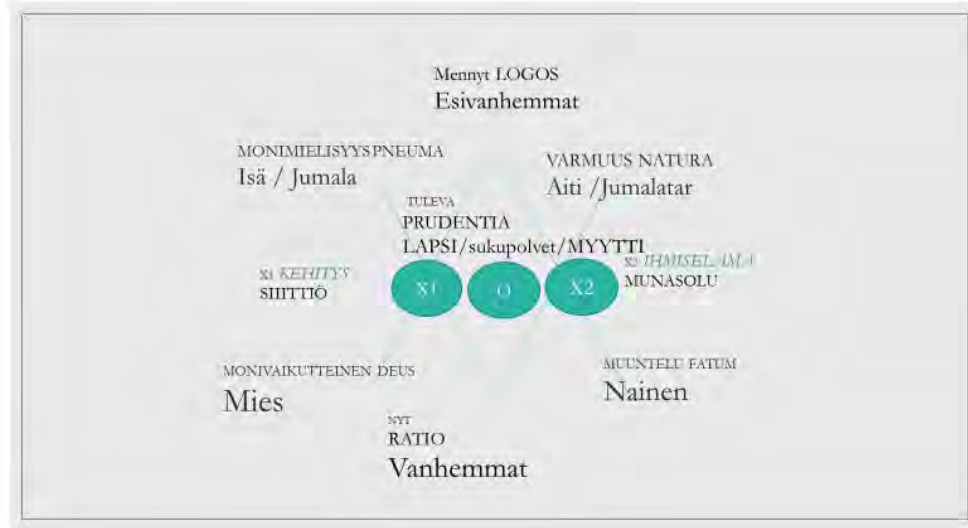 Mennyt LOGOS
Esivanhemmat
MONIMIELISYYS PNEUMA
Isä / Jumala
VARMUUS NATURA
Aiti /Jumalatar
TULEVA
PRUDENTIA
LAPSI/sukupolvet/MYYTTI
X1 KEHITYS
SIIITTIÖ
X1
O
X2
X2 IHMISELÄMÄ
MUNASOLU
MONIVAIKUTTEINEN DEUS
Mies
MUUNTELU FATUM
Nainen
NYT
RATIO
Vanhemmat